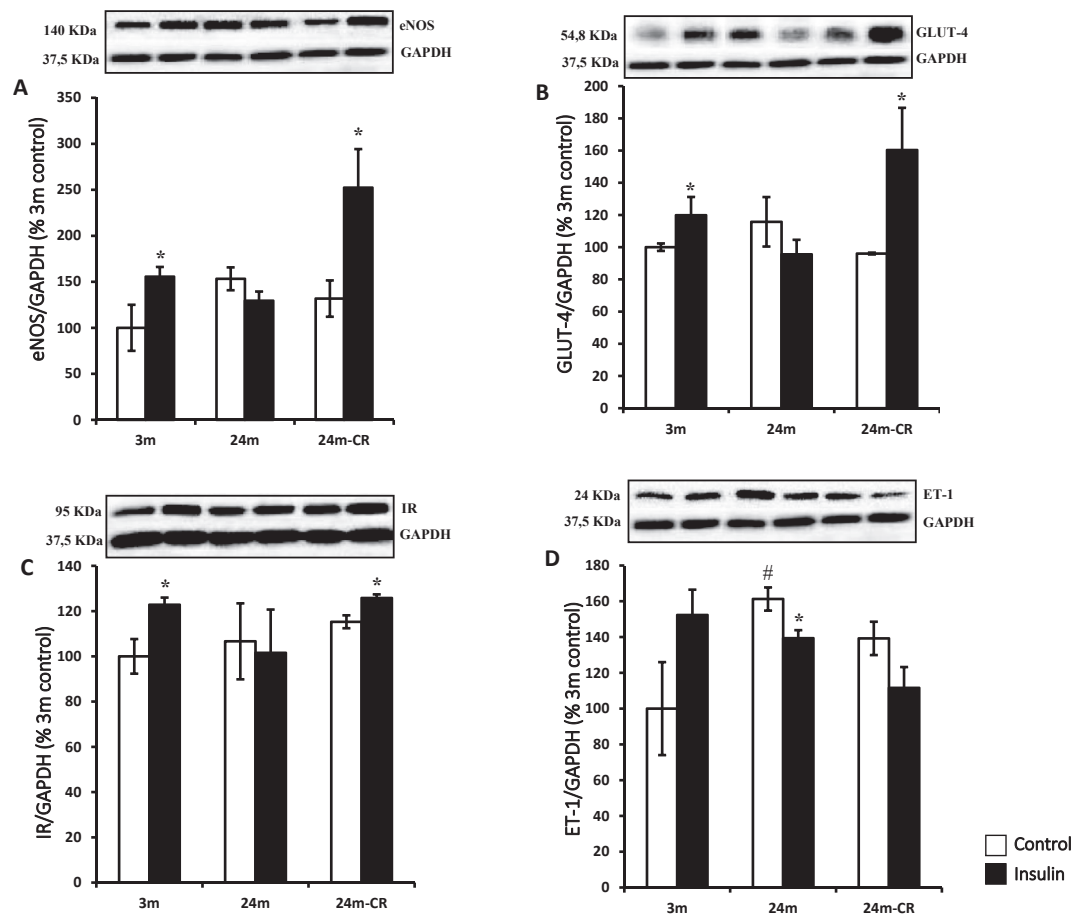 140 KDa eNOS
37,5 KDa GAPDH
A
eNOS/GAPDH (% 3m control)
350
300
250
200
150
100
50
0
*
*
3m 24m 24m-CR
54,8 KDa GLUT-4
37,5 KDa GAPDH
B
GLUT-4/GAPDH (% 3m control)
200
180
160
140
120
100
80
60
40
20
0
*
*
3m 24m 24m-CR
95 KDa IR
37,5 KDa GAPDH
C
IR/GAPDH (% 3m control)
140
120
100
80
60
40
20
0
*
*
3m 24m 24m-CR
24 KDa ET-1
37,5 KDa GAPDH
D
ET-1/GAPDH (% 3m control)
180
160
140
120
100
80
60
40
20
0
#
*
3m 24m 24m-CR
Control
Insulin